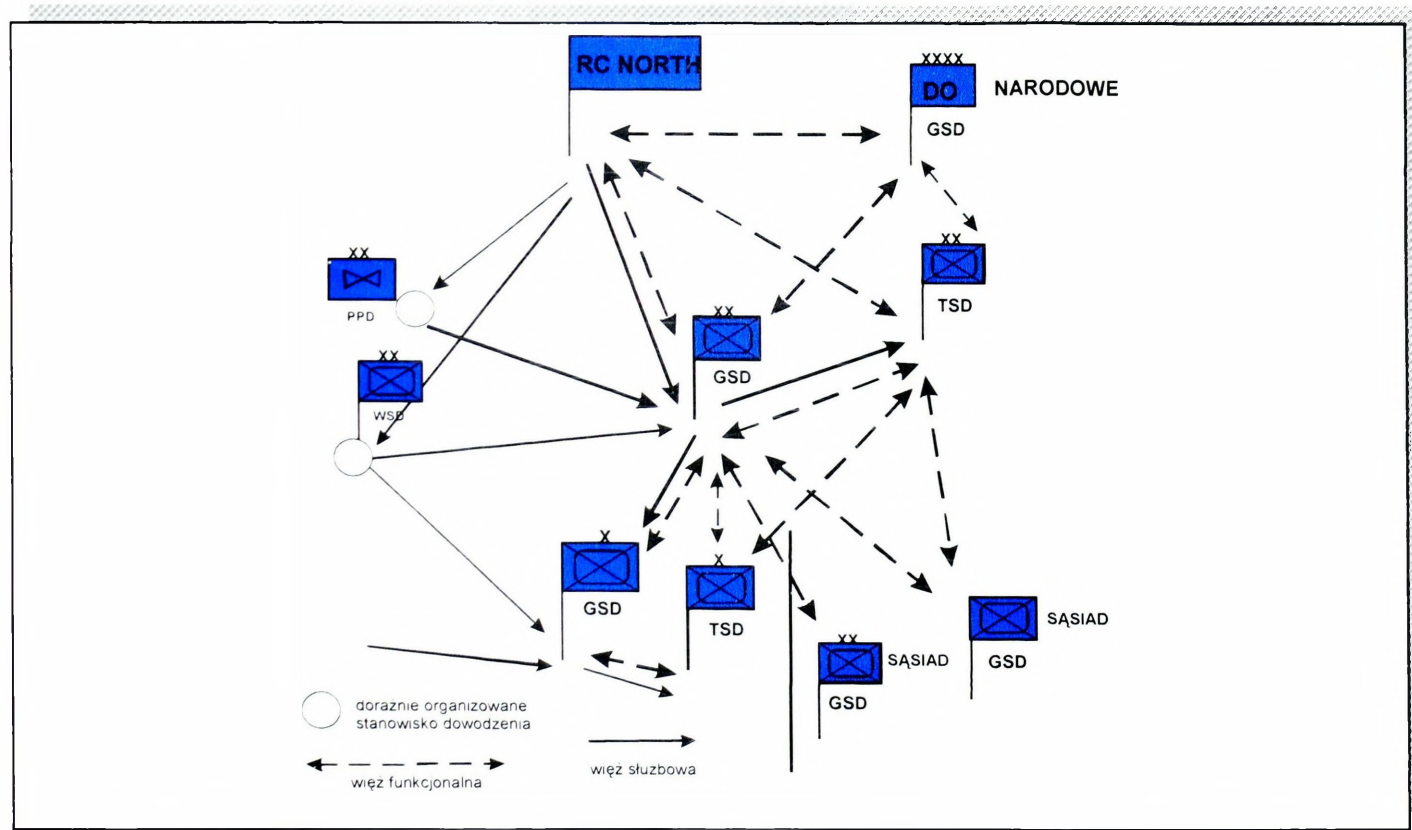 RC NORTH
XXXX
DO
NARODOWE
GSD
XX
TSD
XX
PPD
XX
GSD
XX
WSD
X
GSD
X
TSD
SĄSIAD
GSD
XX
SĄSIAD
GSD
doraźnie organizowane
stanowisko dowodzenia
więź funkcjonalna
więź służbowa